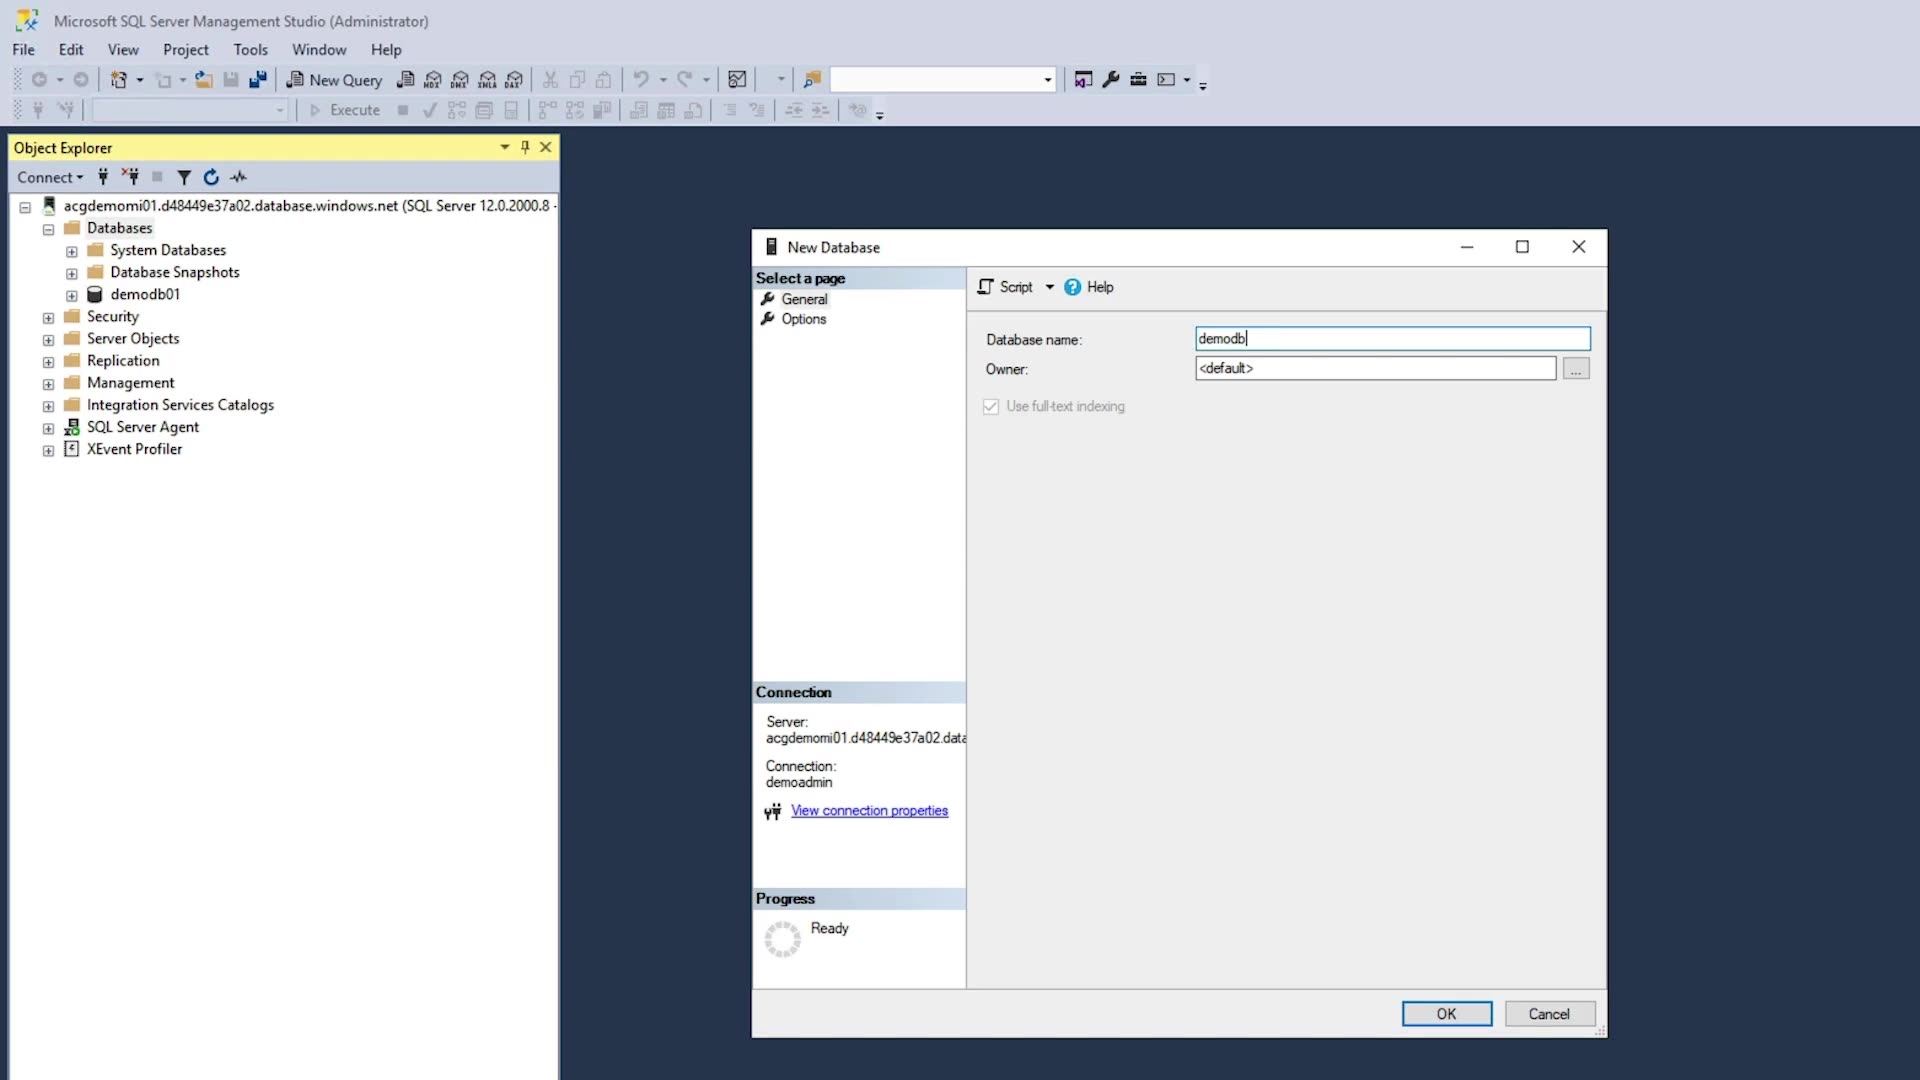 Microsoft SQL Server Management Studio (Administrator)
File Edit View Project Tools Window Help
New Query MDX DMX XMLA DAX
Execute
Object Explorer
Connect
acgdemomi01.d48449e37a02.database.windows.net (SQL Server 12.0.2000.8 -
Databases
System Databases
Database Snapshots
demodb01
Security
Server Objects
Replication
Management
Integration Services Catalogs
SQL Server Agent
XEvent Profiler
New Database
Select a page
General
Options
Script Help
Database name: demodb
Owner: <default> ...
Use full-text indexing
Connection
Server:
acgdemomi01.d48449e37a02.data
Connection:
demoadmin
View connection properties
Progress
Ready
OK Cancel